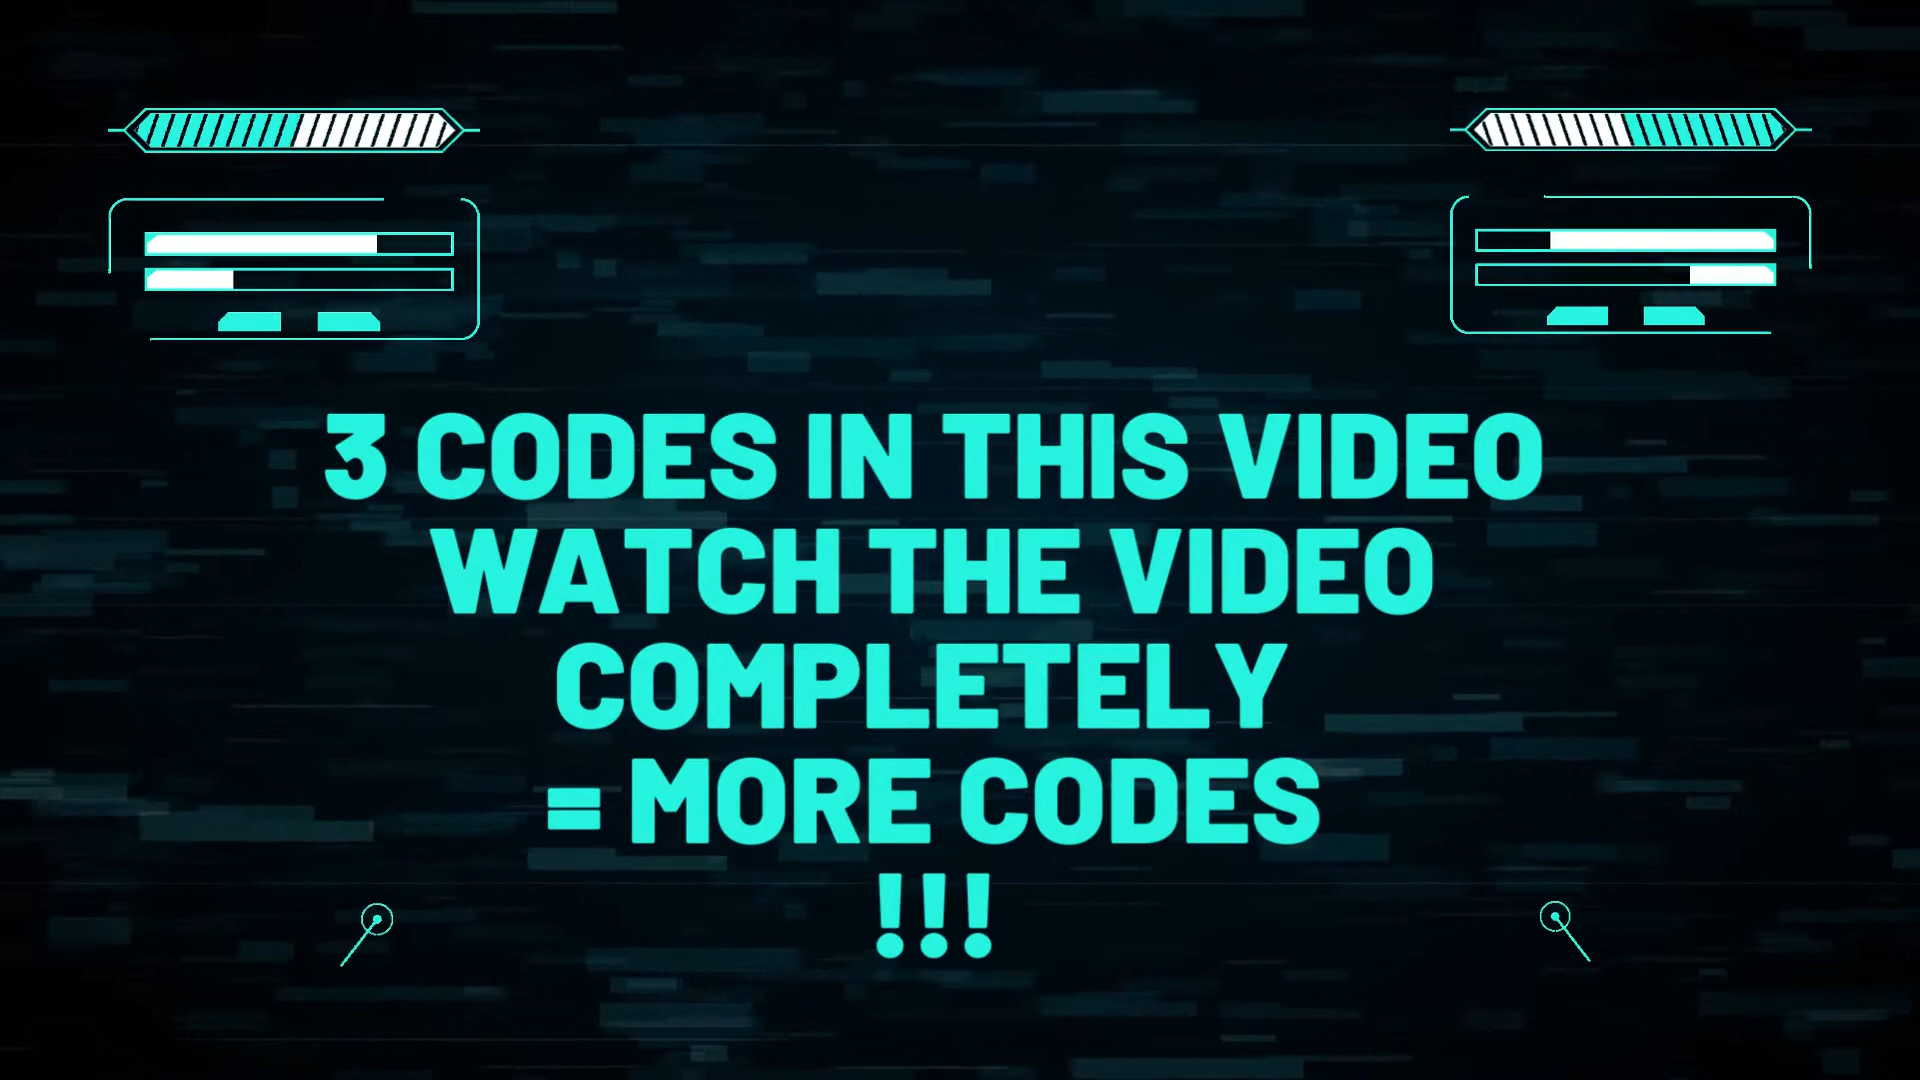 3 CODES IN THIS VIDEO
WATCH THE VIDEO
COMPLETELY
= MORE CODES
!!!